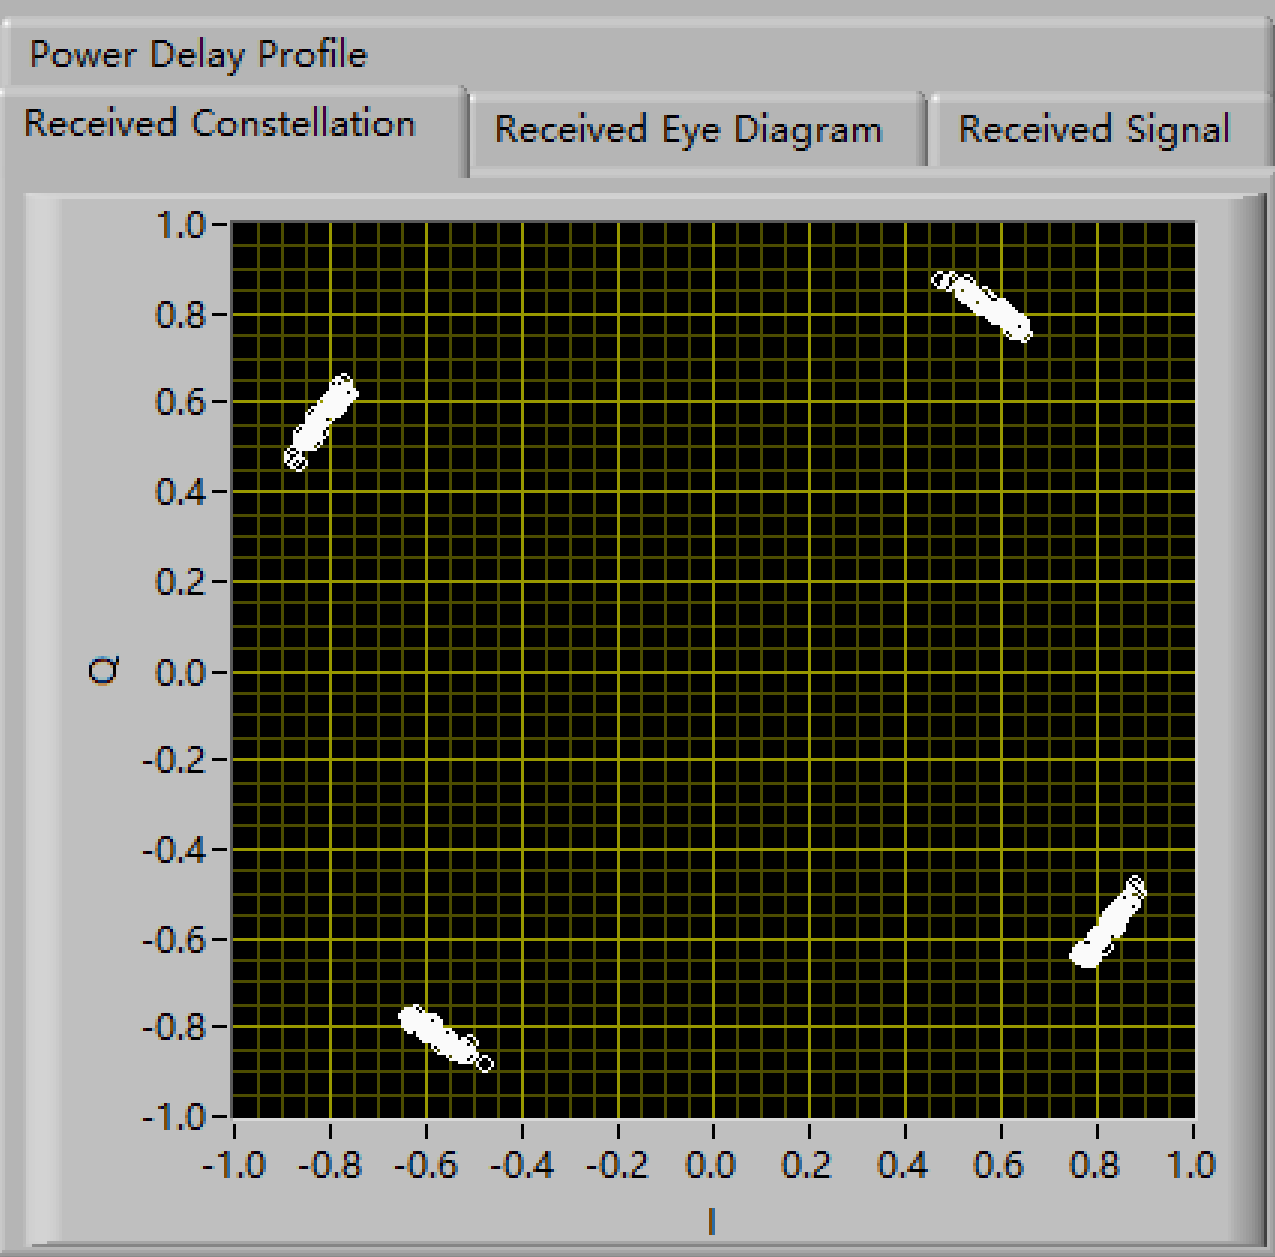 Power Delay Profile
Received Constellation
Received Eye Diagram
Received Signal
1.0
0.8
0.6
0.4
0.2
0.0
-0.2
-0.4
-0.6
-0.8
-1.0
Q
-1.0 -0.8 -0.6 -0.4 -0.2 0.0 0.2 0.4 0.6 0.8 1.0
I